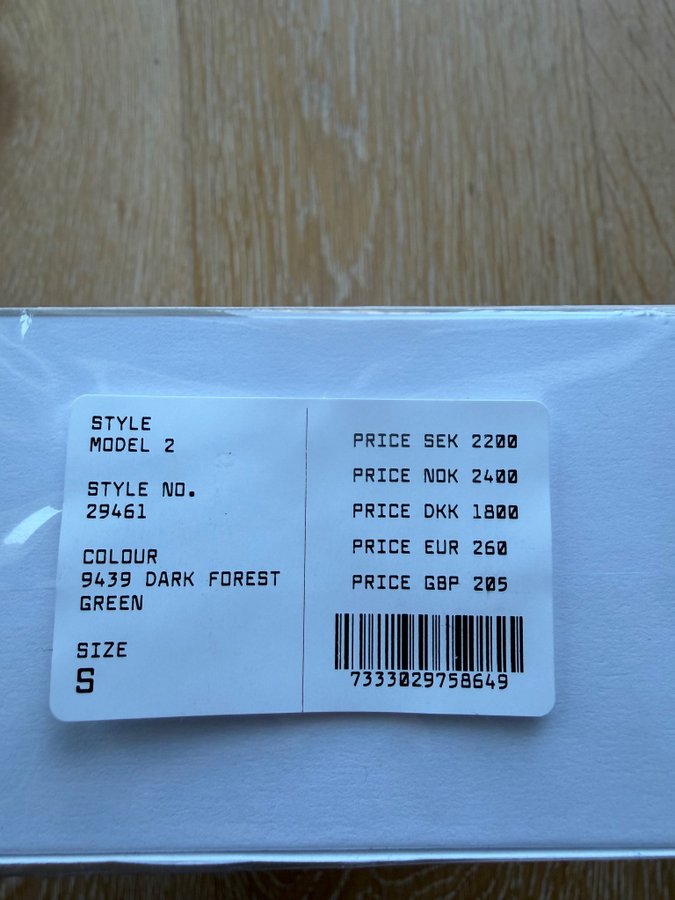 STYLE
MODEL 2
STYLE NO.
29461
COLOUR
9439 DARK FOREST
GREEN
SIZE
S
PRICE SEK 2200
PRICE NOK 2400
PRICE DKK 1800
PRICE EUR 260
PRICE GBP 205
7333029758649